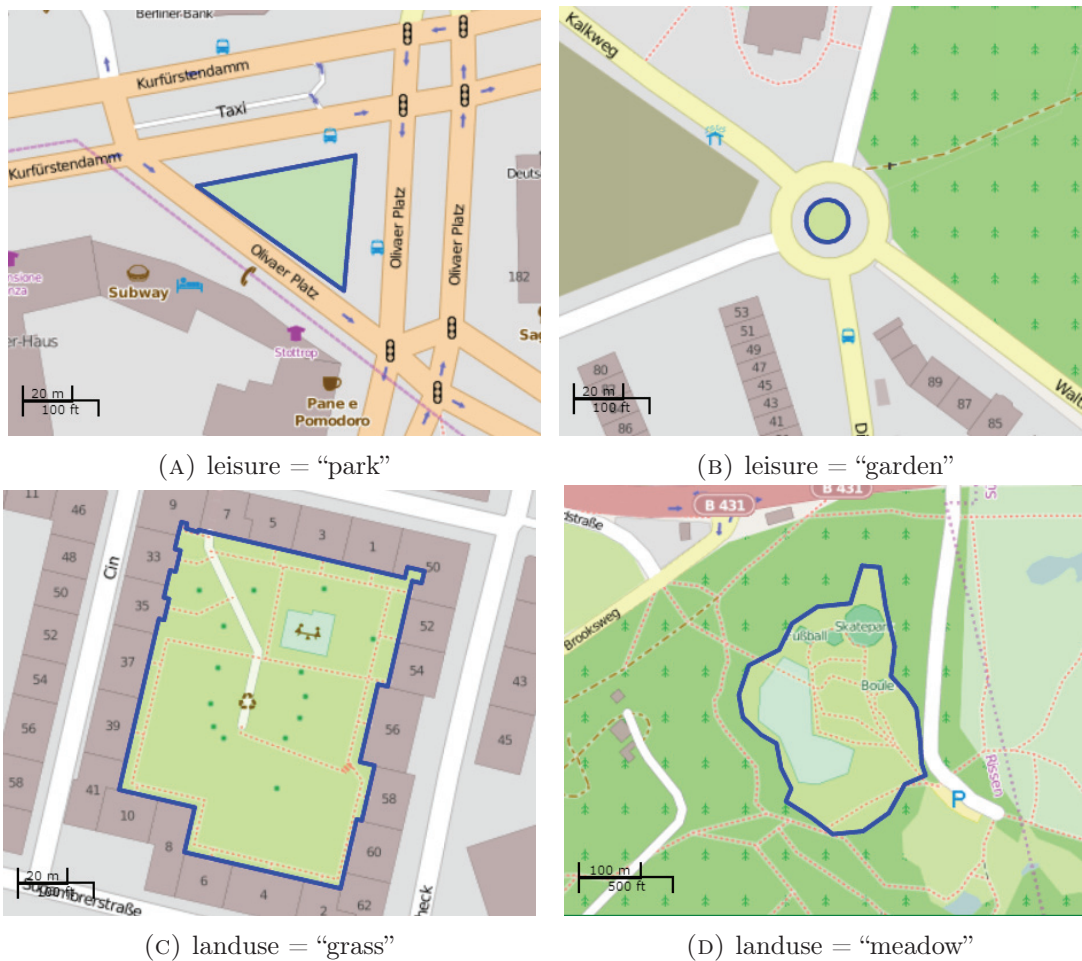 Berliner-Bank
Kurfürstendamm
Taxi
Kurfürstendamm
Olivaer Platz
Olivaer Platz
Olivaer Platz
182
Subway
Stottrop
Pane e
Pomodoro
20 m
100 ft
(A) leisure = “park”
Kalkweg
53
51
49
47
45
43
41
80
86
89
87
85
20 m
100 ft
(B) leisure = “garden”
46
48
50
52
54
56
58
9
7
5
3
1
50
33
35
37
39
41
10
8
6
4
2
52
54
56
58
60
62
43
45
Cin
20 m
100 ft
(C) landuse = “grass”
B 431
B 431
Brooksweg
Fußball
Skatepark
Boule
Rissen
P
100 m
500 ft
(D) landuse = “meadow”